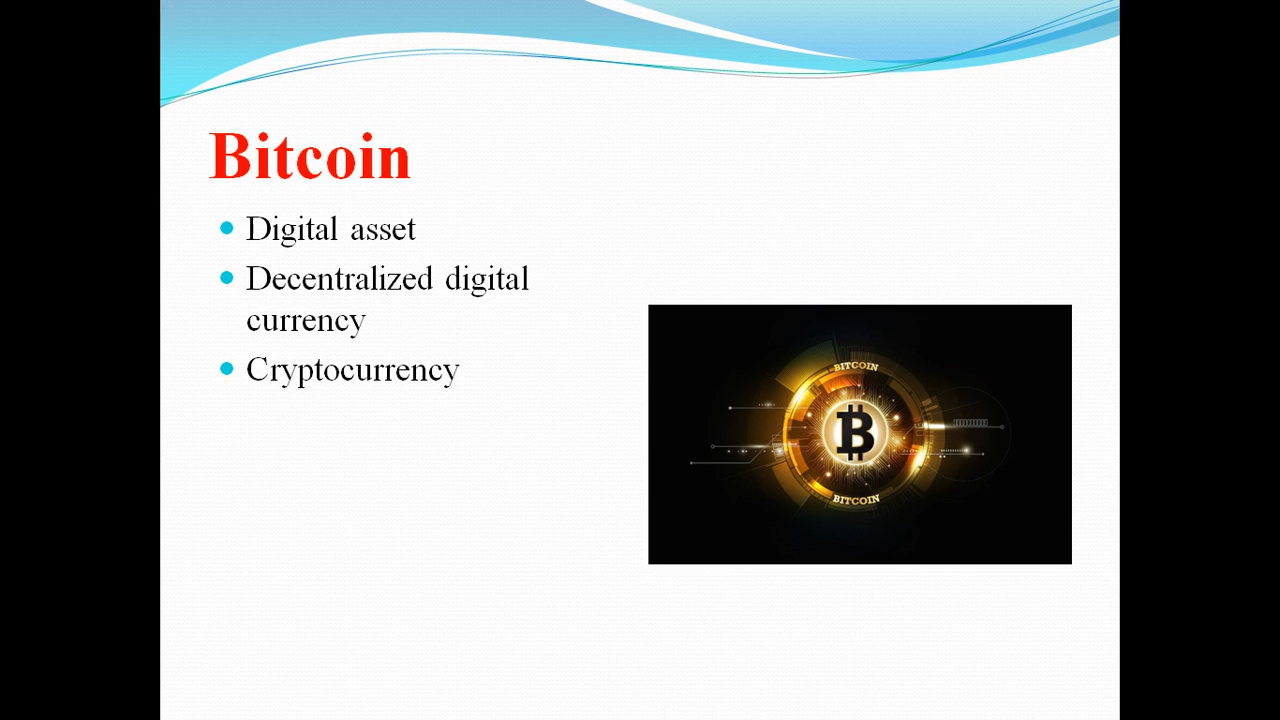 Bitcoin
Digital asset
Decentralized digital
currency
Cryptocurrency
BITCOIN
B
BITCOIN